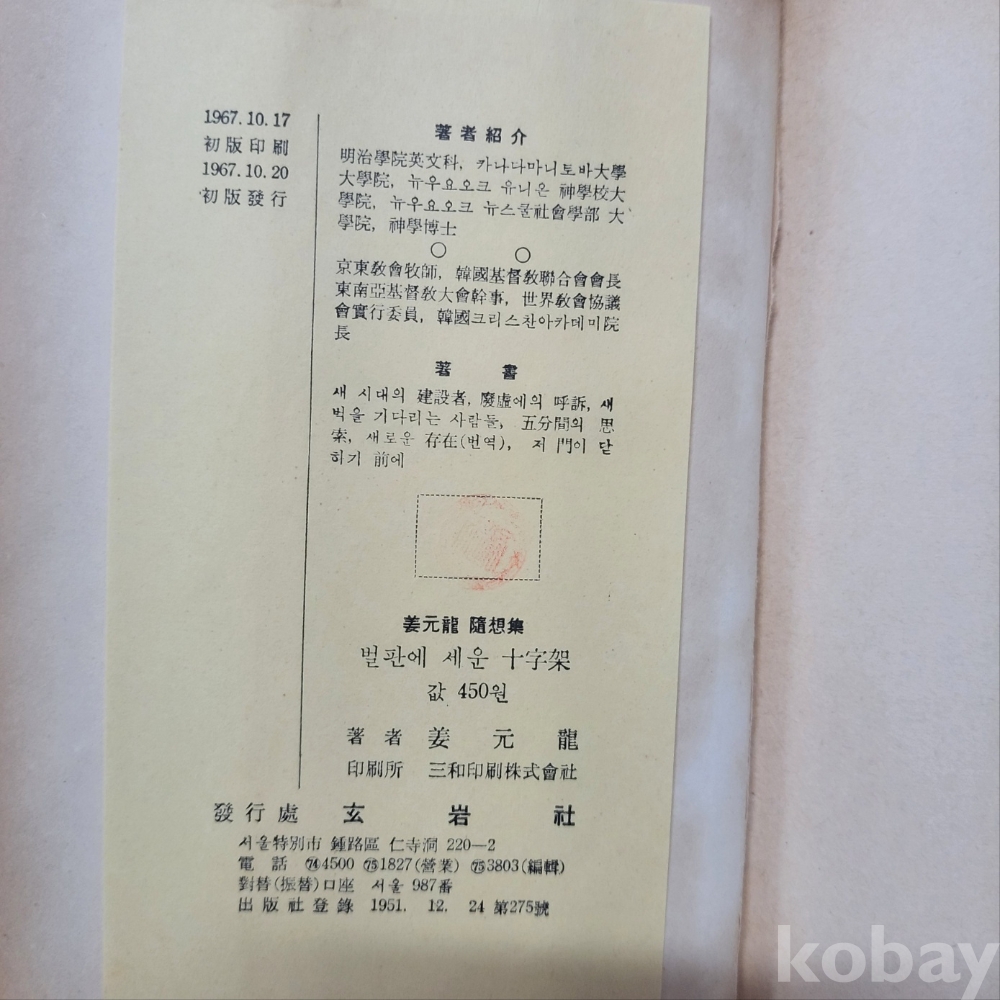 1967.10.17
初版印刷
1967.10.20
初版發行
著者紹介
明治學院英文科, 카나다마니토바大學
大學院, 뉴우요오크 유니온 神學校大
學院, 뉴우요오크 뉴스쿨社會學部 大
學院, 神學博士
○ ○
京東敎會牧師, 韓國基督敎聯合會會長
東南亞基督敎大會幹事, 世界敎會協議
會實行委員, 韓國크리스챤아카데미院
長
著 書
새 시대의 建設者, 廢虛에의 呼訴, 새
벽을 기다리는 사람들, 五分間의 思
索, 새로운 存在(번역), 저 門이 닫
히기 前에
姜元龍 隨想集
벌판에 세운 十字架
값 450원
著 者 姜 元 龍
印刷所 三和印刷株式會社
發行處 玄 岩 社
서울特別市 鍾路區 仁寺洞 220—2
電 話 ㉔4500 ㉕1827(營業) ㉕3803(編輯)
對替(振替)口座 서울 987番
出版社登錄 1951. 12. 24 第275號
kobay